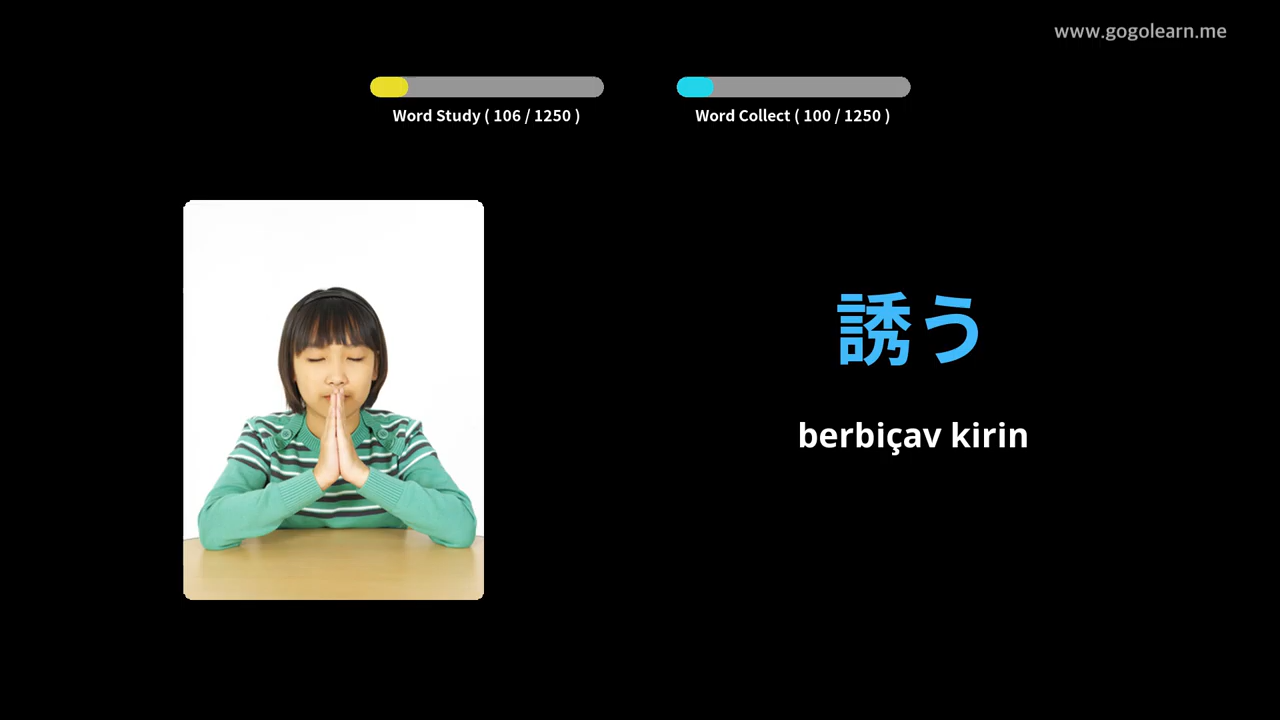 www.gogolearn.me
Word Study ( 106 / 1250 )
Word Collect ( 100 / 1250 )
誘う
berbiçav kirin